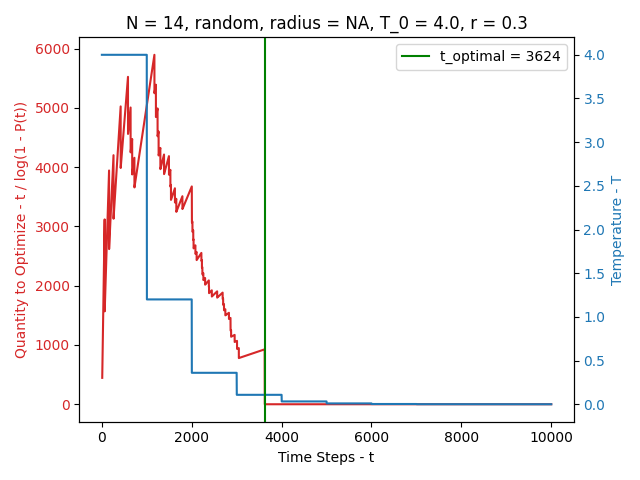 N = 14, random, radius = NA, T_0 = 4.0, r = 0.3
t_optimal = 3624
Quantity to Optimize - t / log(1 - P(t))
6000
5000
4000
3000
2000
1000
0
4.0
3.5
3.0
2.5
2.0
1.5
1.0
0.5
0.0
Temperature - T
0 2000 4000 6000 8000 10000
Time Steps - t